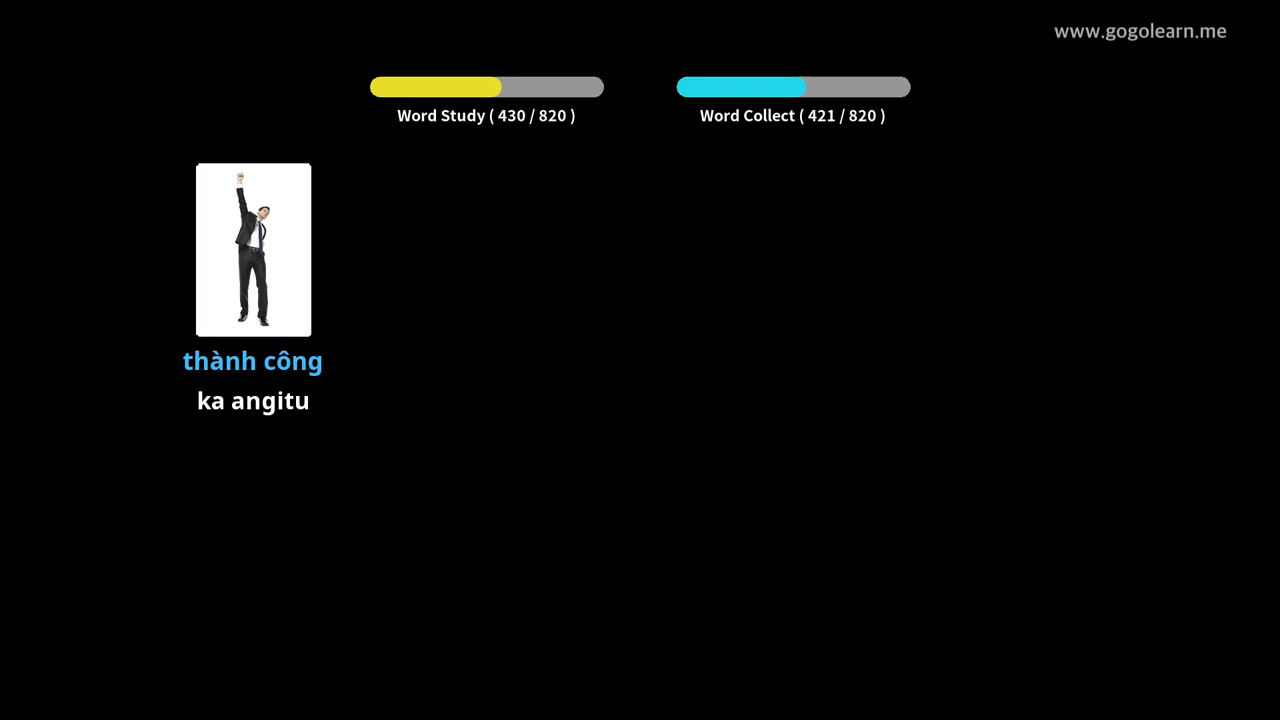 www.gogolearn.me
Word Study ( 430 / 820 )
Word Collect ( 421 / 820 )
thành công
ka angitu